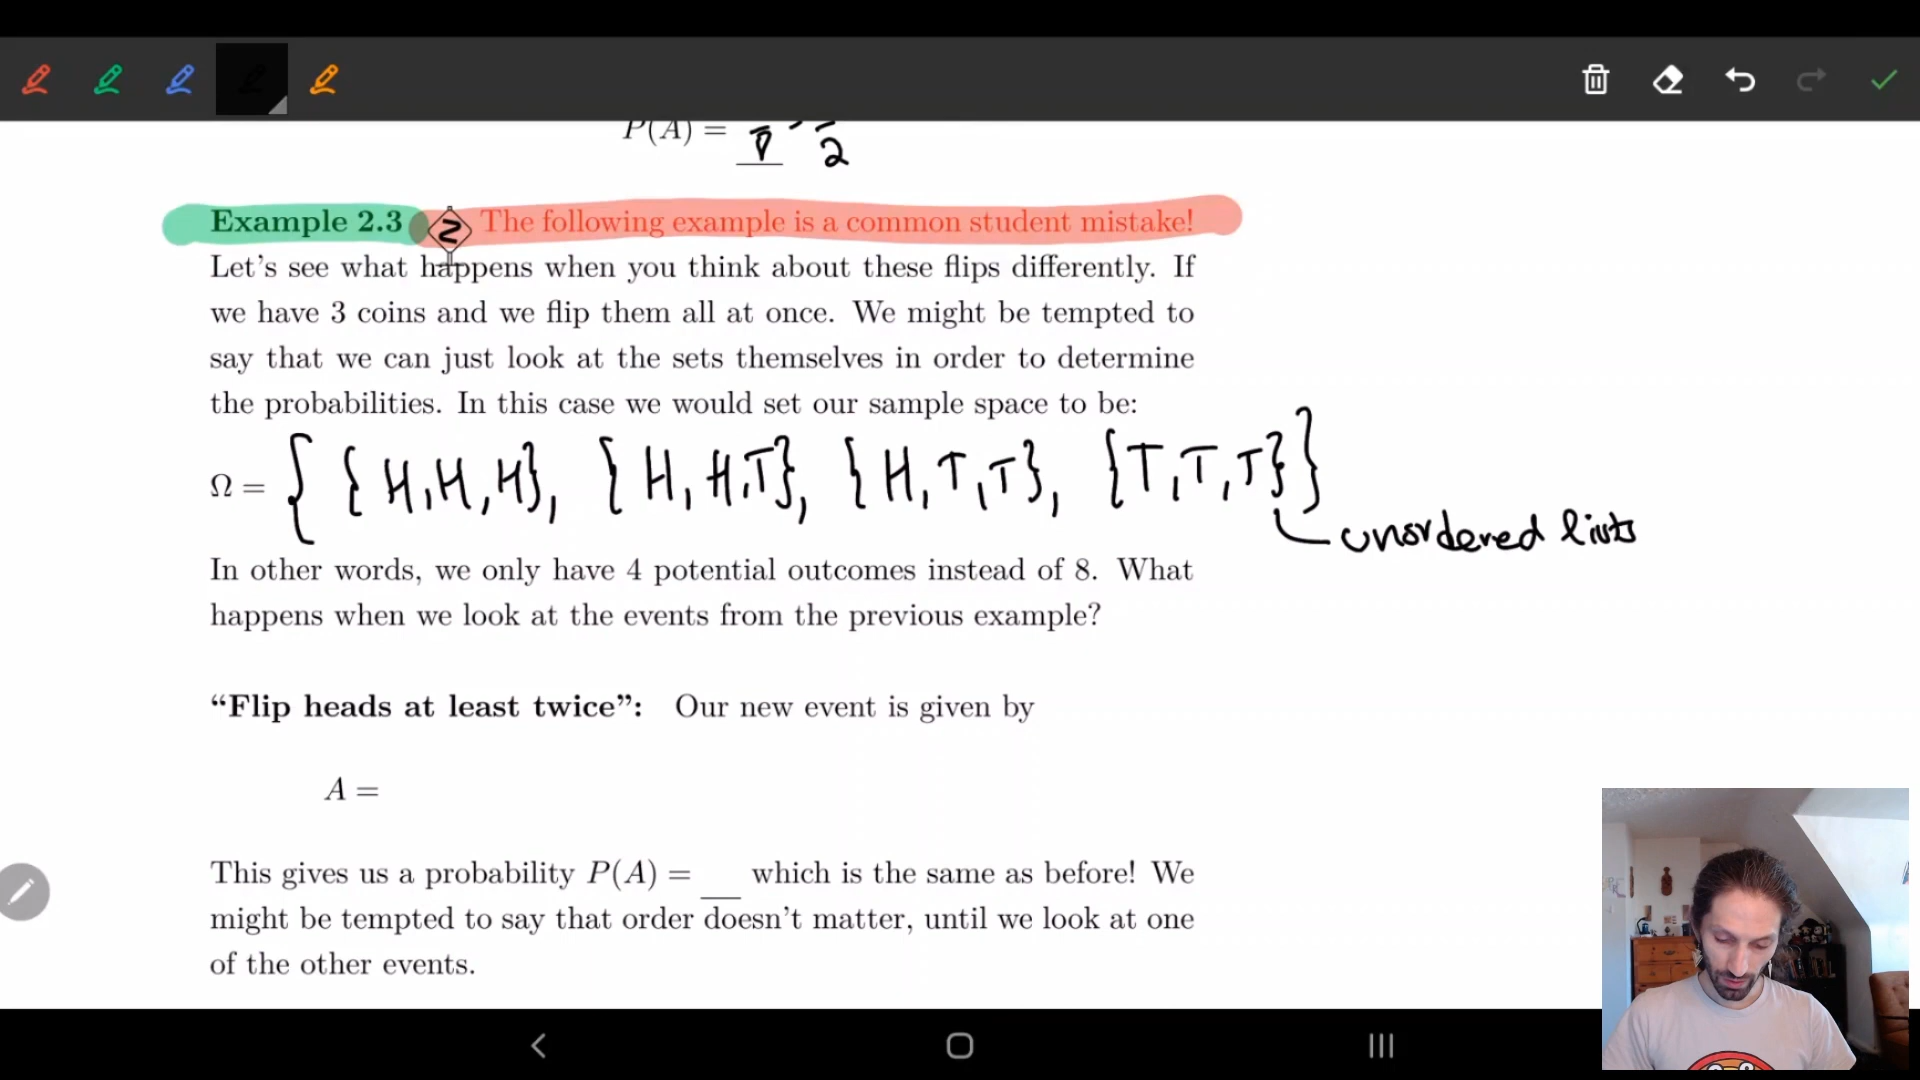 P(A) = 2
Example 2.3 The following example is a common student mistake!
Let's see what happens when you think about these flips differently. If
we have 3 coins and we flip them all at once. We might be tempted to
say that we can just look at the sets themselves in order to determine
the probabilities. In this case we would set our sample space to be:
Ω = { {H,H,H}, {H,H,T}, {H,T,T}, {T,T,T} }
unordered lists
In other words, we only have 4 potential outcomes instead of 8. What
happens when we look at the events from the previous example?
“Flip heads at least twice”: Our new event is given by
A =
This gives us a probability P(A) = __ which is the same as before! We
might be tempted to say that order doesn't matter, until we look at one
of the other events.